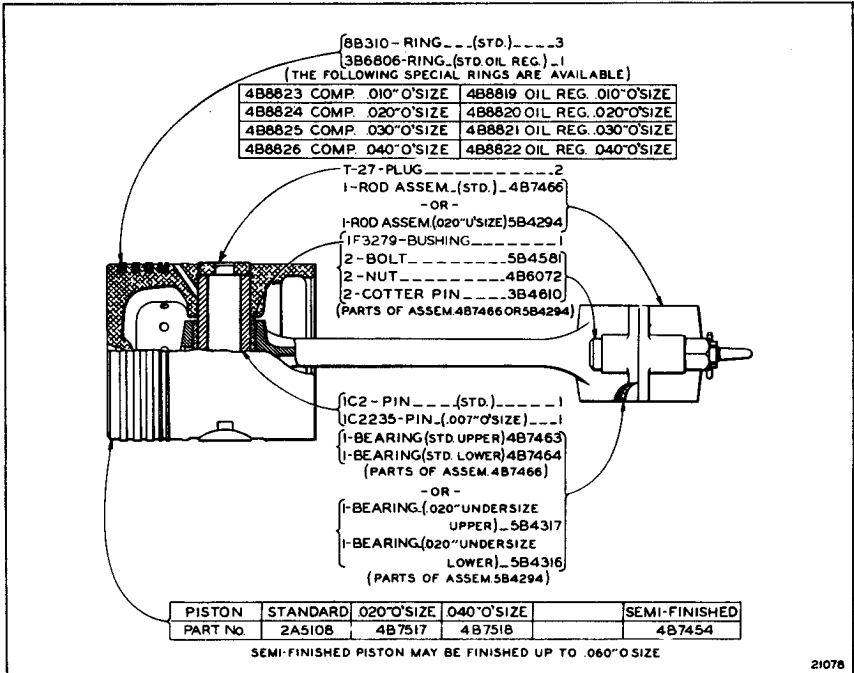 8B310-RING___(STD.)____3
3B6806-RING_(STD. OIL REG.)_1
(THE FOLLOWING SPECIAL RINGS ARE AVAILABLE)
4B8823 COMP. .010"O'SIZE 4B8819 OIL REG. .010"O'SIZE
4B8824 COMP. .020"O'SIZE 4B8820 OIL REG. .020"O'SIZE
4B8825 COMP. .030"O'SIZE 4B8821 OIL REG. .030"O'SIZE
4B8826 COMP. .040"O'SIZE 4B8822 OIL REG. .040"O'SIZE
T-27-PLUG____________2
1-ROD ASSEM._(STD.)_4B7466
-OR-
1-ROD ASSEM.(.020"U'SIZE)5B4294
1F3279-BUSHING________1
2-BOLT________5B4581
2-NUT_________4B6072
2-COTTER PIN____3B4610
(PARTS OF ASSEM.4B7466 OR 5B4294)
1C2-PIN____(STD.)______1
1C2235-PIN_(.007"O'SIZE)__1
1-BEARING(STD. UPPER)4B7463
1-BEARING(STD. LOWER)4B7464
(PARTS OF ASSEM.4B7466)
-OR-
1-BEARING_(.020"UNDERSIZE
UPPER)_5B4317
1-BEARING_(.020"UNDERSIZE
LOWER)_5B4316
(PARTS OF ASSEM.5B4294)
PISTON STANDARD .020"O'SIZE .040"O'SIZE SEMI-FINISHED
PART No. 2A5108 4B7517 4B7518 4B7454
SEMI-FINISHED PISTON MAY BE FINISHED UP TO .060"O'SIZE
21078